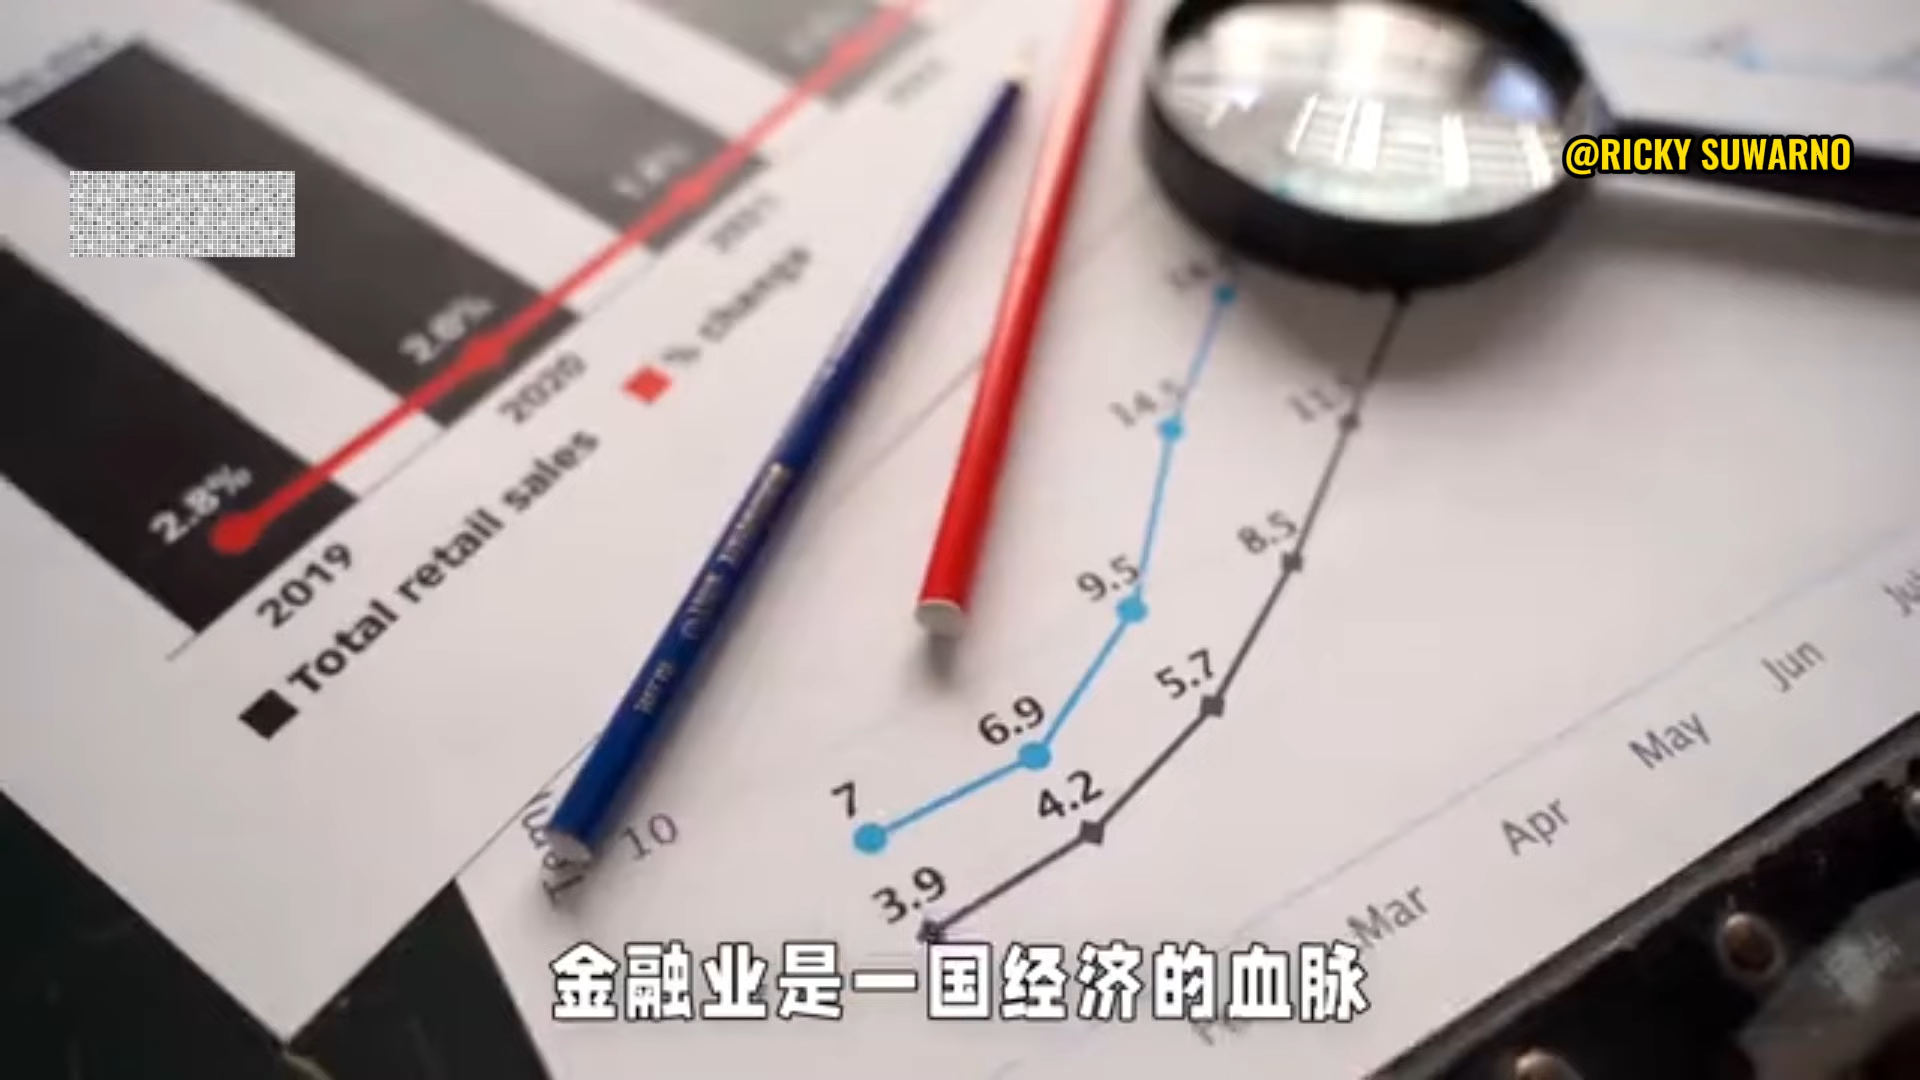 @RICKY SUWARNO
2.8%
2.0%
2019
2020
2021
% change
Total retail sales
10
7
6.9
9.5
14.5
3.9
4.2
5.7
8.5
Mar
Apr
May
Jun
金融业是一国经济的血脉